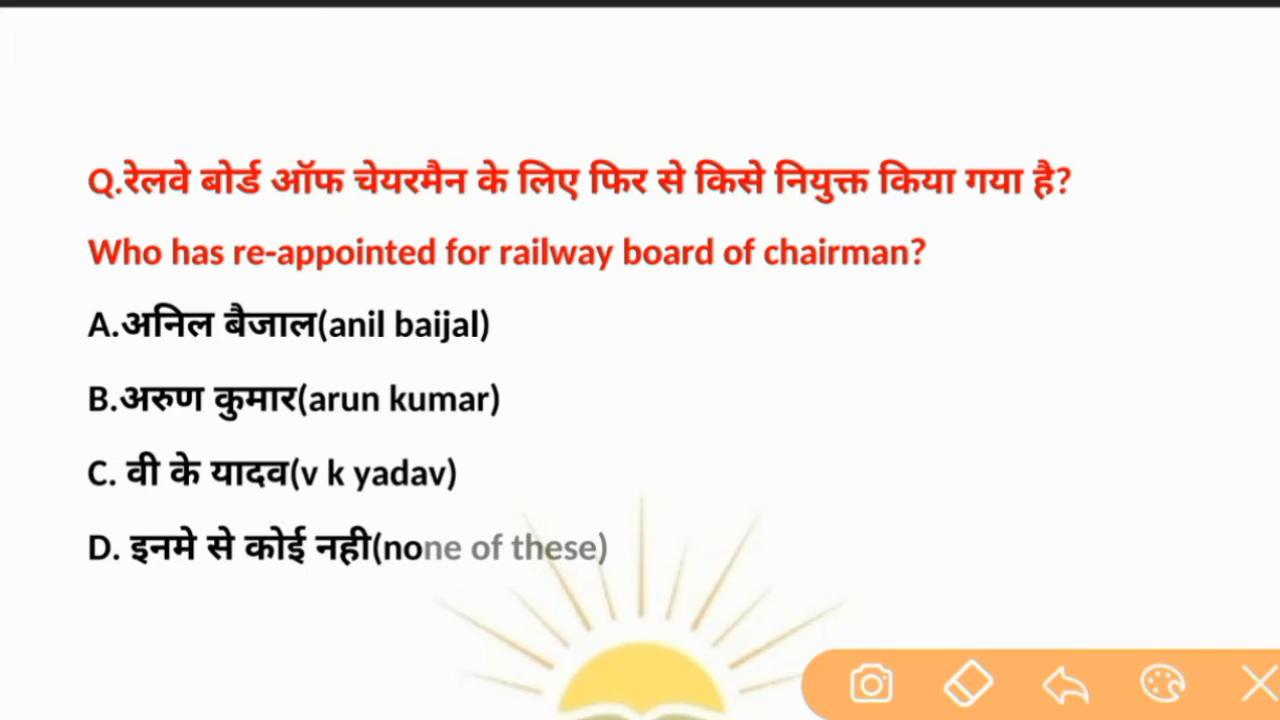 Q.रेलवे बोर्ड ऑफ चेयरमैन के लिए फिर से किसे नियुक्त किया गया है?
Who has re-appointed for railway board of chairman?
A.अनिल बैजाल(anil baijal)
B.अरुण कुमार(arun kumar)
C. वी के यादव(v k yadav)
D. इनमे से कोई नही(none of these)